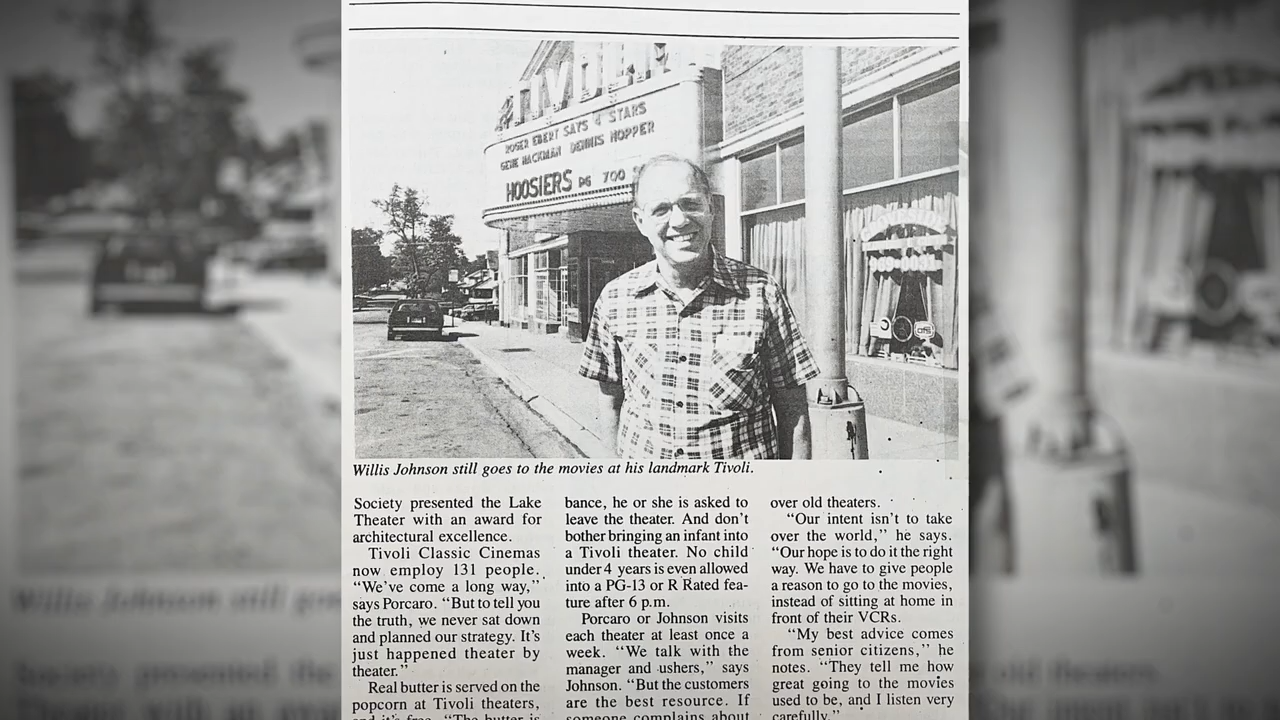 TIVOLI
ROGER EBERT SAYS 4 STARS
GENE HACKMAN DENNIS HOPPER
HOOSIERS PG 700
Willis Johnson still goes to the movies at his landmark Tivoli.
Society presented the Lake
Theater with an award for
architectural excellence.
Tivoli Classic Cinemas
now employ 131 people.
“We’ve come a long way,”
says Porcaro. “But to tell you
the truth, we never sat down
and planned our strategy. It’s
just happened theater by
theater.”
Real butter is served on the
popcorn at Tivoli theaters,
and it’s free. “The butter is
bance, he or she is asked to
leave the theater. And don’t
bother bringing an infant into
a Tivoli theater. No child
under 4 years is even allowed
into a PG-13 or R Rated fea-
ture after 6 p.m.
Porcaro or Johnson visits
each theater at least once a
week. “We talk with the
manager and ushers,” says
Johnson. “But the customers
are the best resource. If
someone complains about
over old theaters.
“Our intent isn’t to take
over the world,” he says.
“Our hope is to do it the right
way. We have to give people
a reason to go to the movies,
instead of sitting at home in
front of their VCRs.
“My best advice comes
from senior citizens,” he
notes. “They tell me how
great going to the movies
used to be, and I listen very
carefully.”